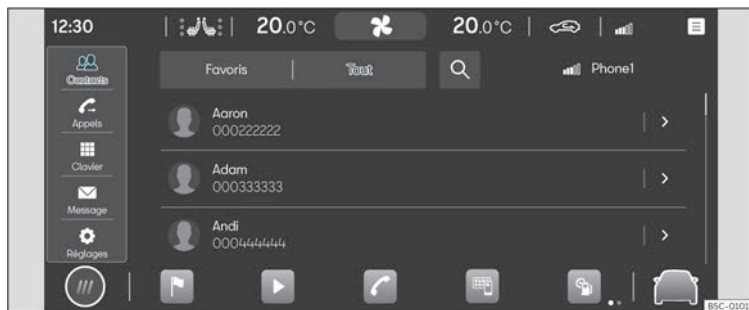 12:30
20.0°C
20.0°C
Contacts
Favoris
Tout
Phone1
Appels
Aaron
000222222
Clavier
Adam
000333333
Message
Andi
000444444
Réglages
B5C-0101